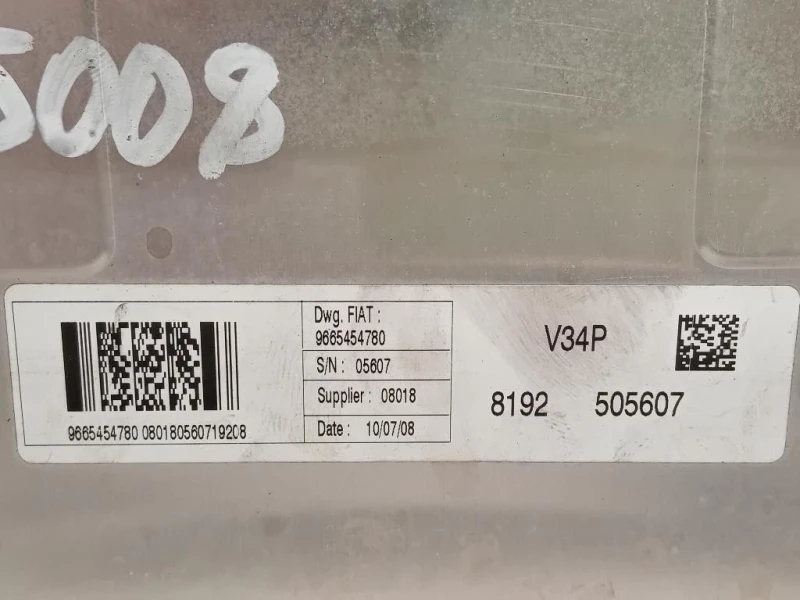 5008
Dwg. FIAT :
9665454780
S/N : 05607
Supplier : 08018
Date : 10/07/08
9665454780 080180560719208
V34P
8192 505607